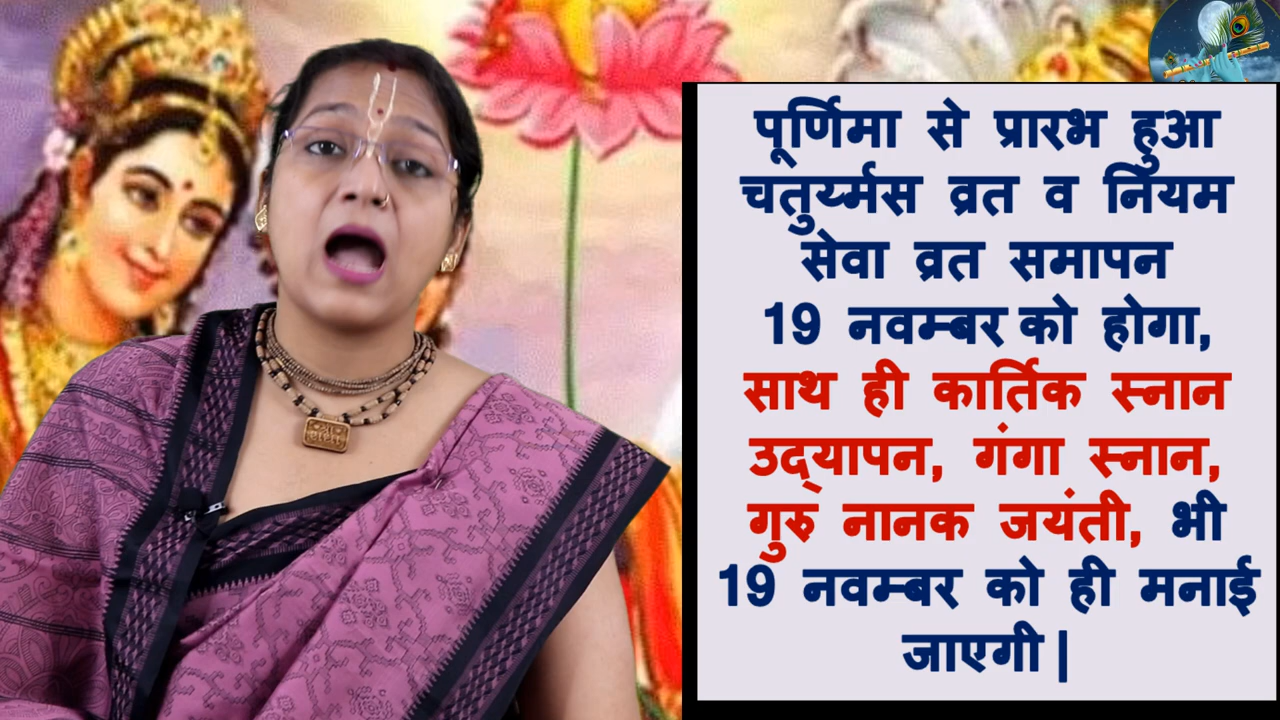 पूर्णिमा से प्रारभ हुआ
चतुर्य्मस व्रत व नियम
सेवा व्रत समापन
19 नवम्बर को होगा,
साथ ही कार्तिक स्नान
उद्यापन, गंगा स्नान,
गुरु नानक जयंती, भी
19 नवम्बर को ही मनाई
जाएगी|